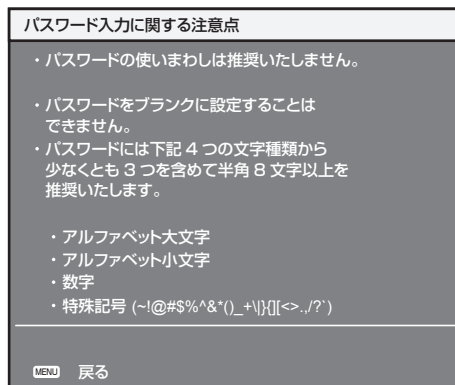 パスワード入力に関する注意点
・パスワードの使いまわしは推奨いたしません。
・パスワードをブランクに設定することは
できません。
・パスワードには下記 4 つの文字種類から
少なくとも 3 つを含めて半角 8 文字以上を
推奨いたします。
・アルファベット大文字
・アルファベット小文字
・数字
・特殊記号 (~!@#$%^&*()_+\|}{][<>.,/?`)
MENU 戻る